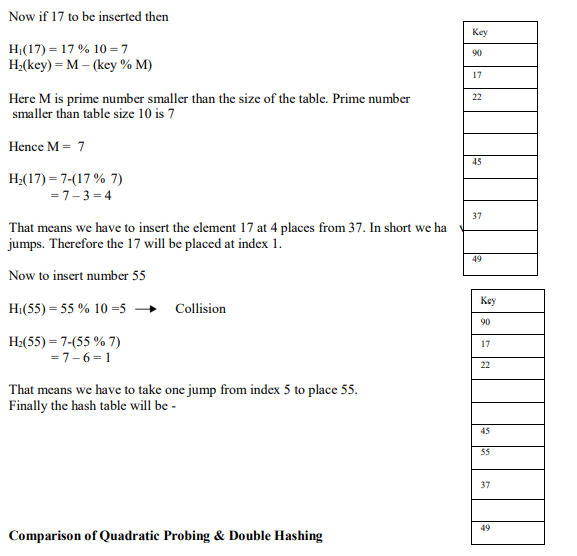 Now if 17 to be inserted then
H₁(17) = 17 % 10 = 7
H₂(key) = M – (key % M)
Here M is prime number smaller than the size of the table. Prime number
smaller than table size 10 is 7
Hence M = 7
H₂(17) = 7-(17 % 7)
= 7 – 3 = 4
That means we have to insert the element 17 at 4 places from 37. In short we ha
jumps. Therefore the 17 will be placed at index 1.
Key
90
17
22
45
37
49
Now to insert number 55
H₁(55) = 55 % 10 =5 → Collision
H₂(55) = 7-(55 % 7)
= 7 – 6 = 1
That means we have to take one jump from index 5 to place 55.
Finally the hash table will be -
Key
90
17
22
45
55
37
49
Comparison of Quadratic Probing & Double Hashing